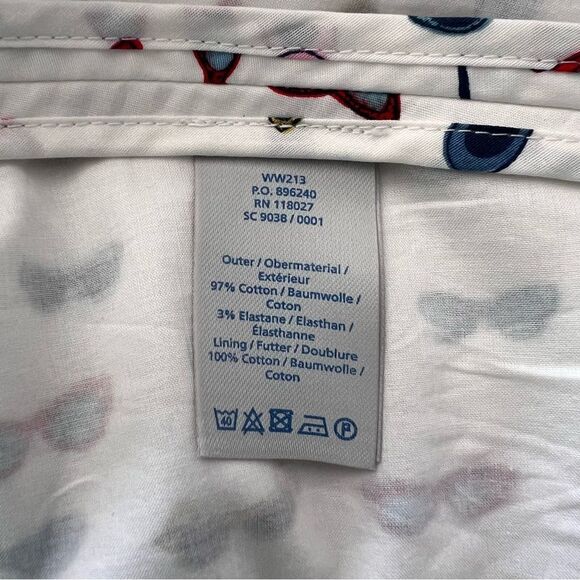 WW213
P.O. 896240
RN 118027
SC 9038 / 0001
Outer / Obermaterial /
Extérieur
97% Cotton / Baumwolle /
Coton
3% Elastane / Elasthan /
Élasthanne
Lining / Futter / Doublure
100% Cotton / Baumwolle /
Coton
40 P